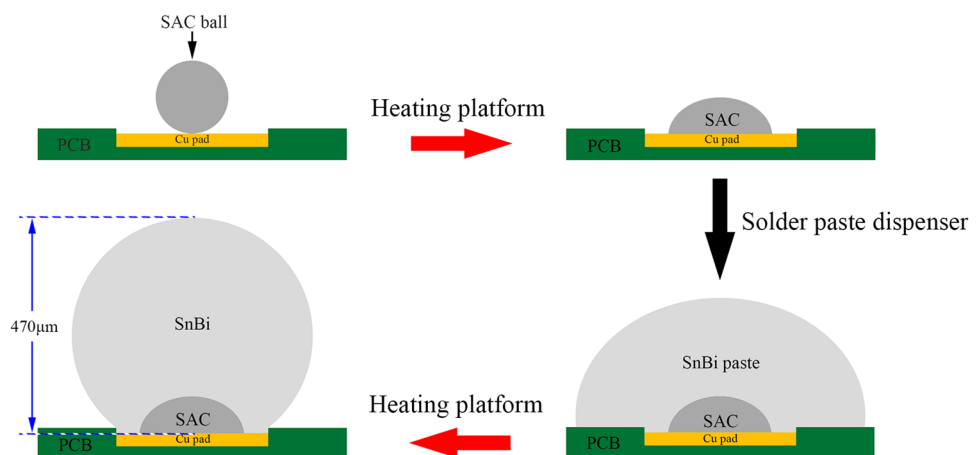 SAC ball
Heating platform
PCB
Cu pad
SAC
Cu pad
PCB
Solder paste dispenser
470μm
SnBi
SAC
Cu pad
PCB
Heating platform
SnBi paste
SAC
Cu pad
PCB